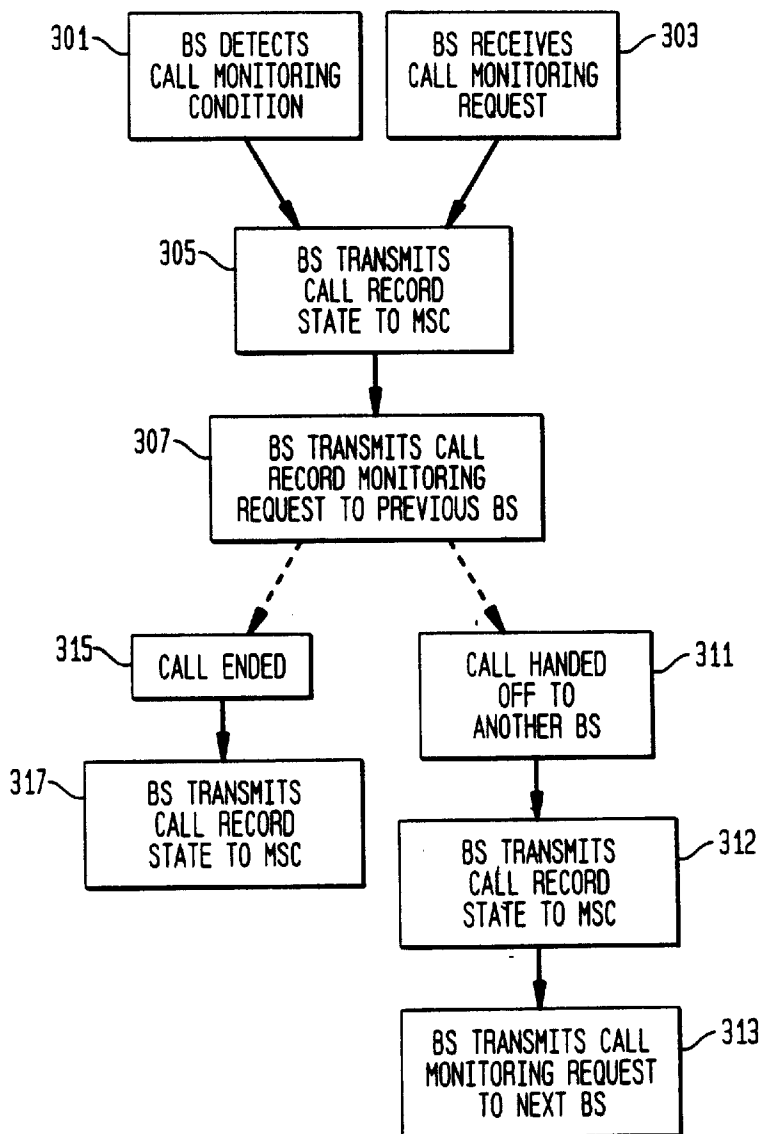 301
BS DETECTS
CALL MONITORING
CONDITION
BS RECEIVES
CALL MONITORING
REQUEST
303
305
BS TRANSMITS
CALL RECORD
STATE TO MSC
307
BS TRANSMITS CALL
RECORD MONITORING
REQUEST TO PREVIOUS BS
315
CALL ENDED
CALL HANDED
OFF TO
ANOTHER BS
311
317
BS TRANSMITS
CALL RECORD
STATE TO MSC
BS TRANSMITS
CALL RECORD
STATE TO MSC
312
BS TRANSMITS CALL
MONITORING REQUEST
TO NEXT BS
313